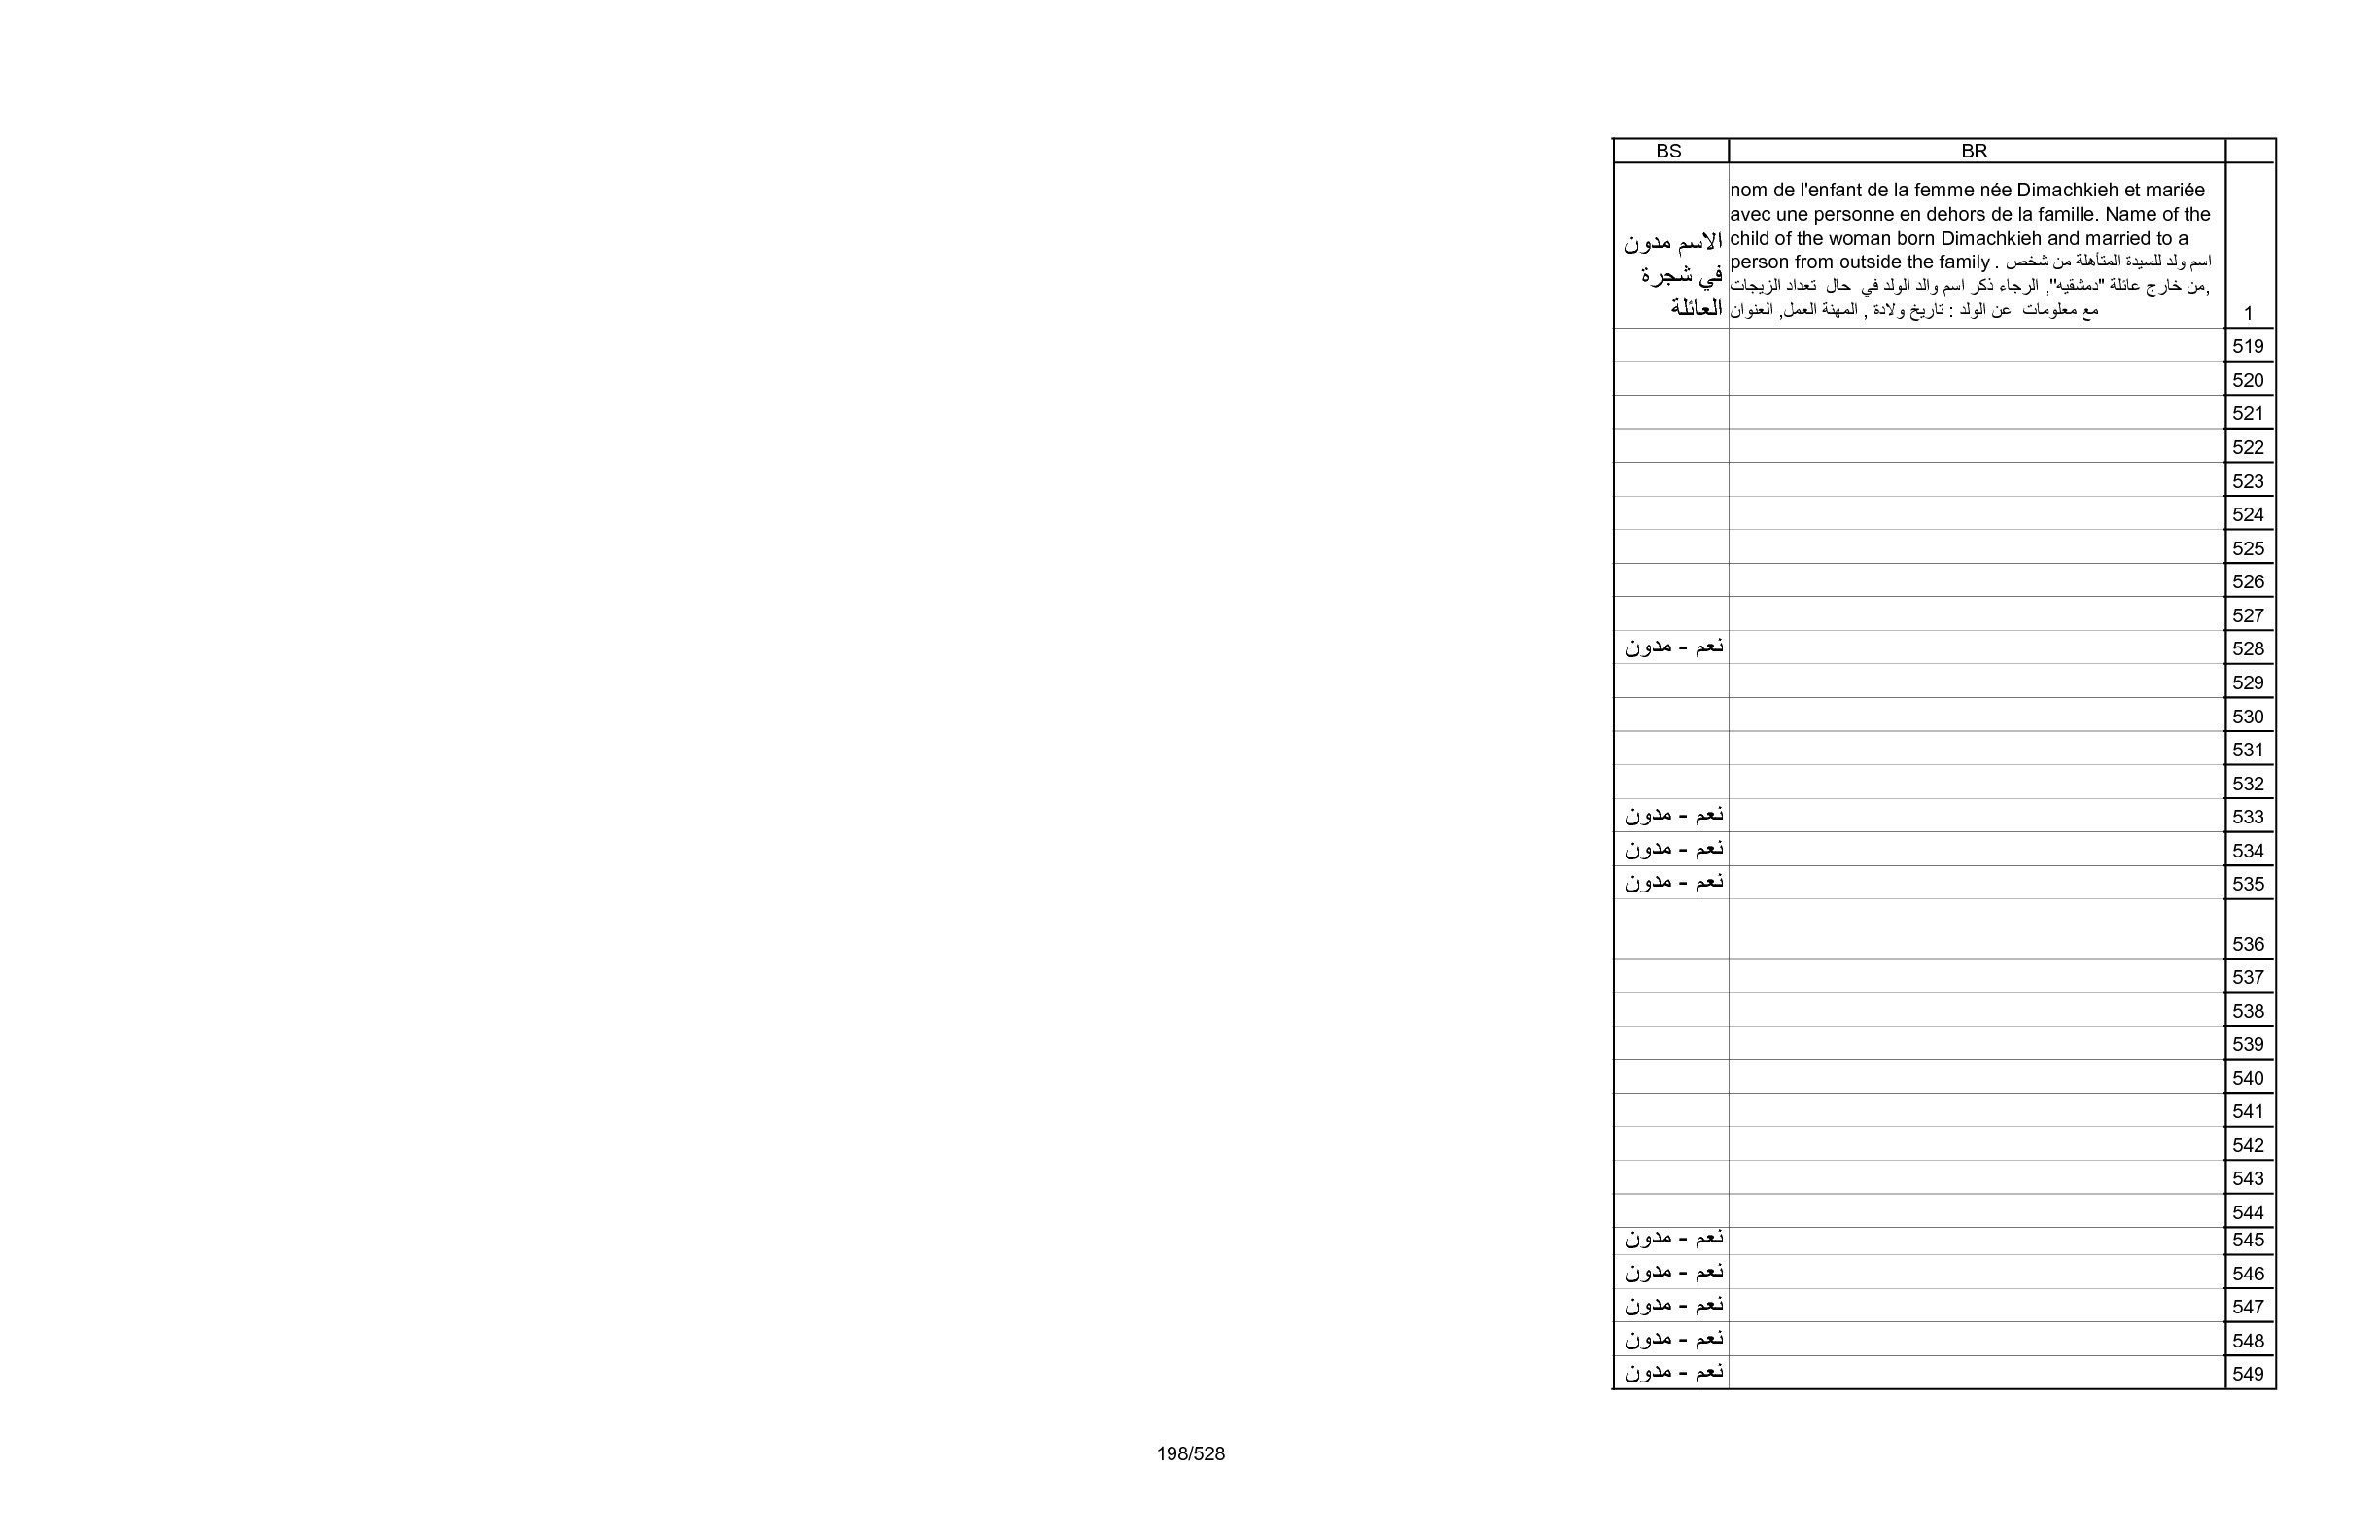 BR
BS
nom de l'enfant de la femme née Dimachkieh et mariée
avec une personne en dehors de la famille. Name of the
child of the woman born Dimachkieh and married to a
person from outside the family . اسم ولد للسيدة المتأهلة من شخص
من خارج عائلة "دمشقيه", الرجاء ذكر اسم والد الولد في حال تعداد الزيجات,
مع معلومات عن الولد : تاريخ ولادة , المهنة العمل, العنوان
الاسم مدون
في شجرة
العائلة
1
519
520
521
522
523
524
525
526
527
528 نعم - مدون
529
530
531
532
533 نعم - مدون
534 نعم - مدون
535 نعم - مدون
536
537
538
539
540
541
542
543
544
545 نعم - مدون
546 نعم - مدون
547 نعم - مدون
548 نعم - مدون
549 نعم - مدون
198/528